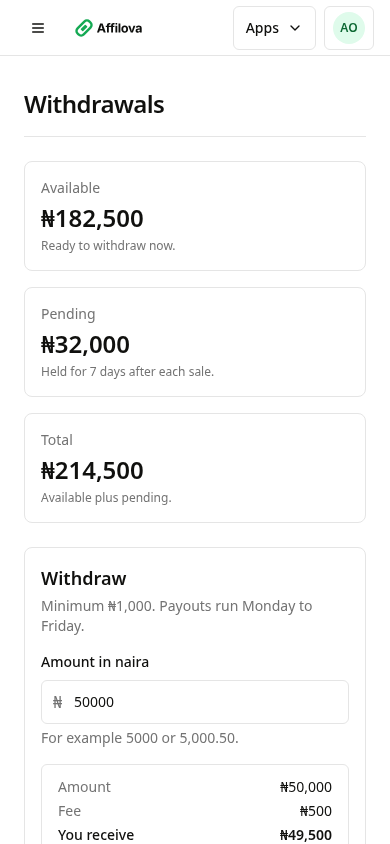 Affilova
Apps
AO
Withdrawals
Available
₦182,500
Ready to withdraw now.
Pending
₦32,000
Held for 7 days after each sale.
Total
₦214,500
Available plus pending.
Withdraw
Minimum ₦1,000. Payouts run Monday to
Friday.
Amount in naira
₦ 50000
For example 5000 or 5,000.50.
Amount ₦50,000
Fee ₦500
You receive ₦49,500